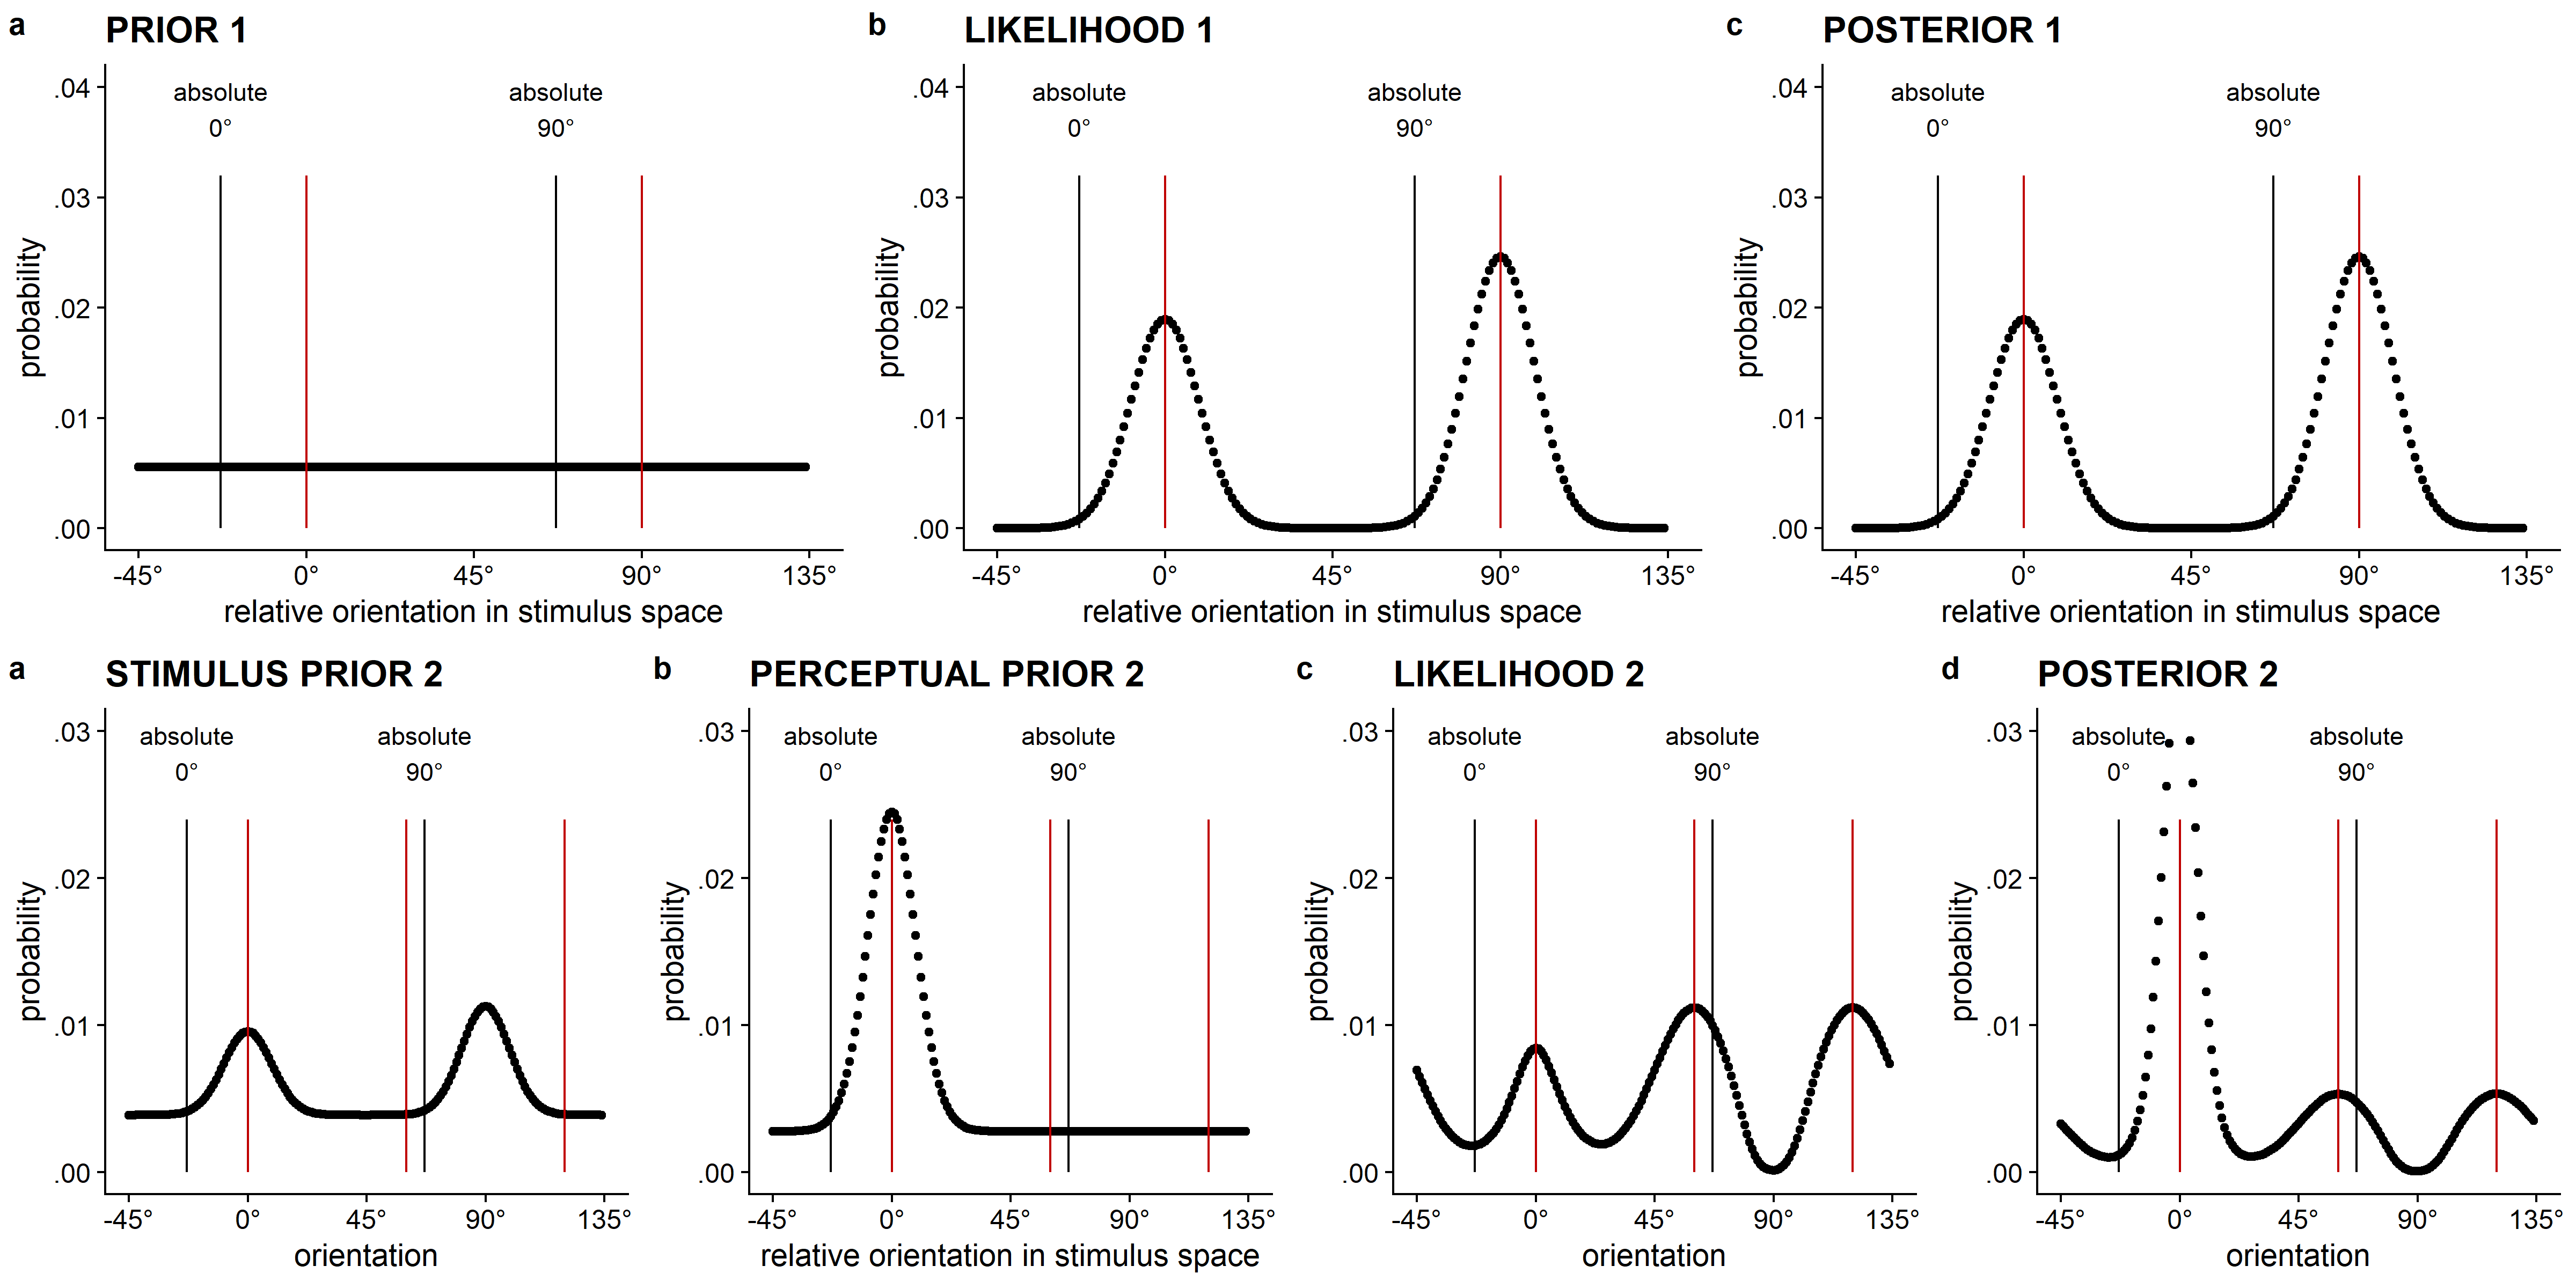 a PRIOR 1
absolute
0°
absolute
90°
.04
.03
.02
.01
.00
probability
-45° 0° 45° 90° 135°
relative orientation in stimulus space
b LIKELIHOOD 1
absolute
0°
absolute
90°
.04
.03
.02
.01
.00
probability
-45° 0° 45° 90° 135°
relative orientation in stimulus space
c POSTERIOR 1
absolute
0°
absolute
90°
.04
.03
.02
.01
.00
probability
-45° 0° 45° 90° 135°
relative orientation in stimulus space
a STIMULUS PRIOR 2
absolute
0°
absolute
90°
.03
.02
.01
.00
probability
-45° 0° 45° 90° 135°
orientation
b PERCEPTUAL PRIOR 2
absolute
0°
absolute
90°
.03
.02
.01
.00
probability
-45° 0° 45° 90° 135°
relative orientation in stimulus space
c LIKELIHOOD 2
absolute
0°
absolute
90°
.03
.02
.01
.00
probability
-45° 0° 45° 90° 135°
orientation
d POSTERIOR 2
absolute
0°
absolute
90°
.03
.02
.01
.00
probability
-45° 0° 45° 90° 135°
orientation